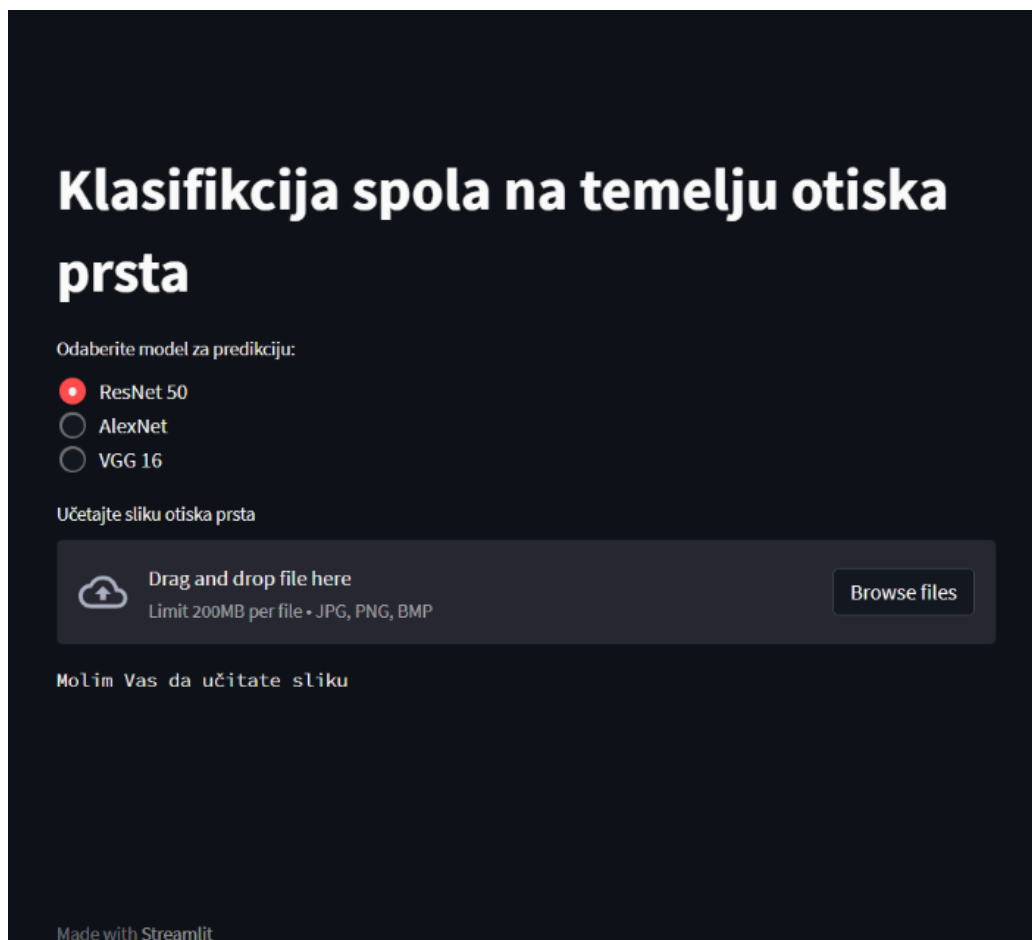 Klasifikcija spola na temelju otiska
prsta
Odaberite model za predikciju:
ResNet 50
AlexNet
VGG 16
Učetajte sliku otiska prsta
Drag and drop file here
Limit 200MB per file • JPG, PNG, BMP
Browse files
Molim Vas da učitate sliku
Made with Streamlit